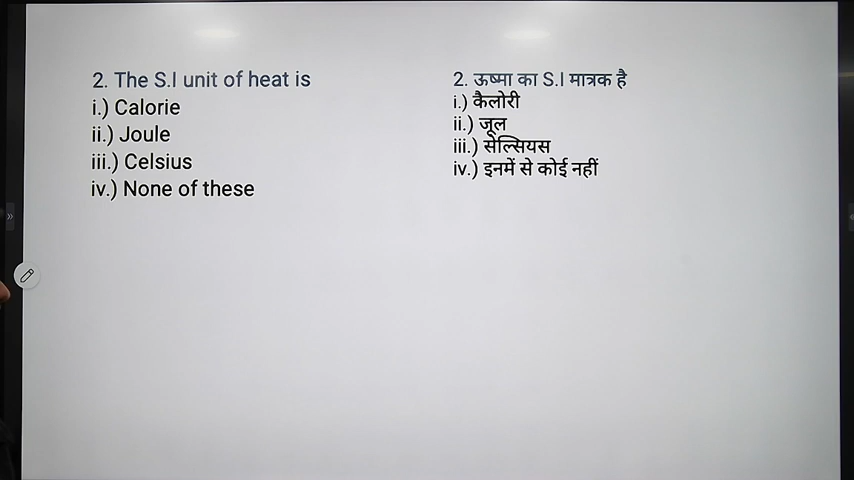 2. The S.I unit of heat is
i.) Calorie
ii.) Joule
iii.) Celsius
iv.) None of these
2. ऊष्मा का S.I मात्रक है
i.) कैलोरी
ii.) जूल
iii.) सेल्सियस
iv.) इनमें से कोई नहीं